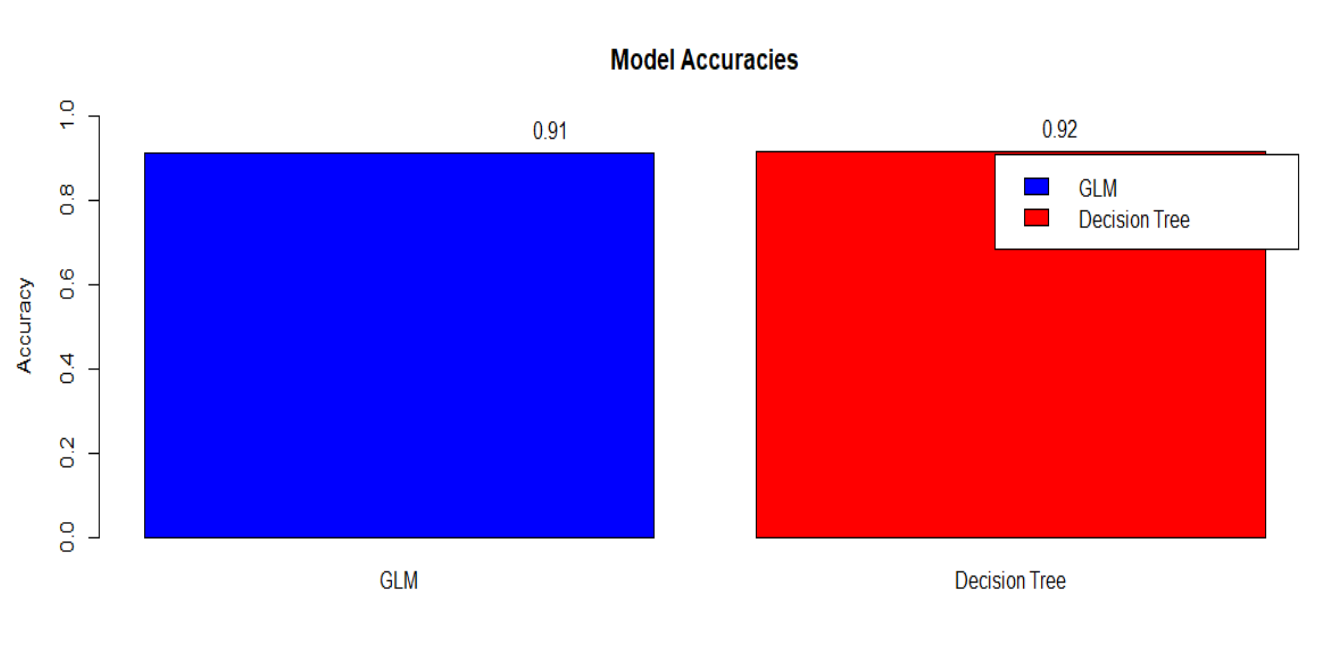 Model Accuracies
1.0
0.8
0.6
0.4
0.2
0.0
Accuracy
0.91
0.92
GLM
Decision Tree
GLM
Decision Tree